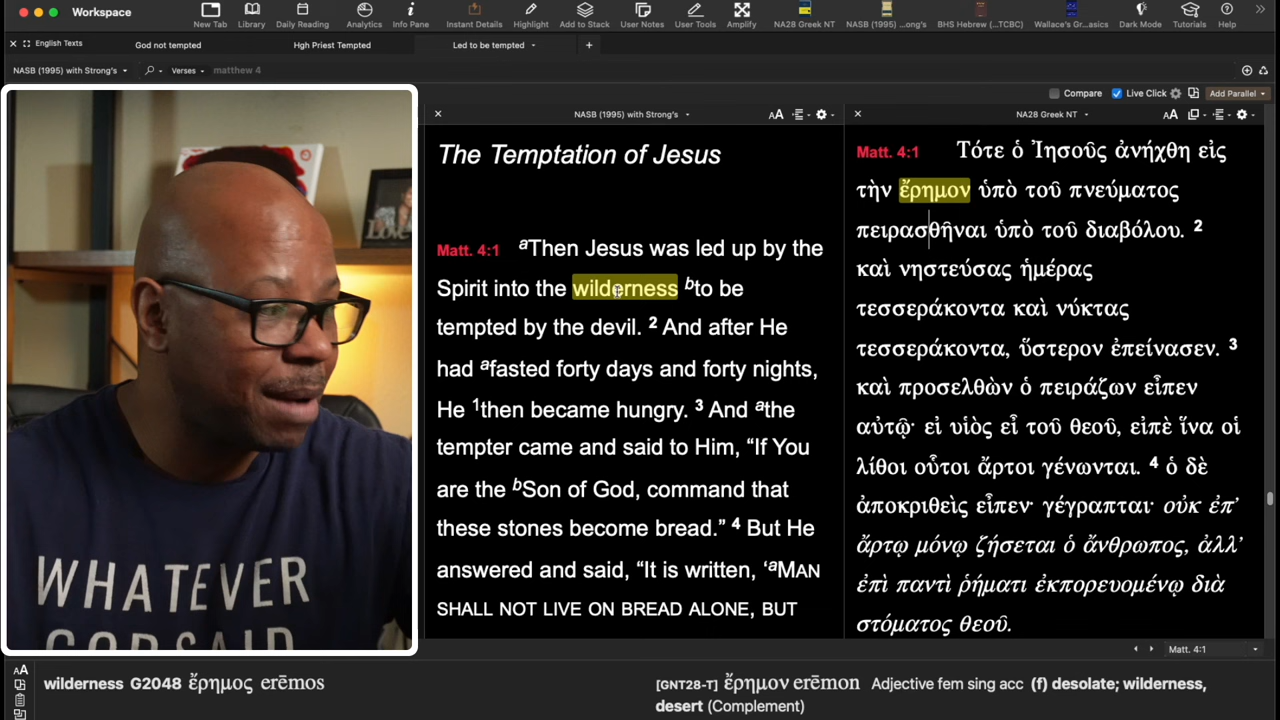 Workspace
New Tab
Library
Daily Reading
Analytics
Info Pane
Instant Details
Highlight
Add to Stack
User Notes
User Tools
Amplify
NA28 Greek NT
NASB (1995) ...ong's
BHS Hebrew (...TCBC)
Wallace's Gr...asics
Dark Mode
Tutorials
Help
English Texts
God not tempted
Hgh Priest Tempted
Led to be tempted
NASB (1995) with Strong's
Verses
matthew 4
Compare
Live Click
Add Parallel
NASB (1995) with Strong's
The Temptation of Jesus
Matt. 4:1 aThen Jesus was led up by the
Spirit into the wilderness bto be
tempted by the devil. 2 And after He
had afasted forty days and forty nights,
He 1then became hungry. 3 And athe
tempter came and said to Him, “If You
are the bSon of God, command that
these stones become bread.” 4 But He
answered and said, “It is written, ‘aMAN
SHALL NOT LIVE ON BREAD ALONE, BUT
NA28 Greek NT
Matt. 4:1 Τότε ὁ Ἰησοῦς ἀνήχθη εἰς
τὴν ἔρημον ὑπὸ τοῦ πνεύματος
πειρασθῆναι ὑπὸ τοῦ διαβόλου. 2
καὶ νηστεύσας ἡμέρας
τεσσεράκοντα καὶ νύκτας
τεσσεράκοντα, ὕστερον ἐπείνασεν. 3
καὶ προσελθὼν ὁ πειράζων εἶπεν
αὐτῷ· εἰ υἱὸς εἶ τοῦ θεοῦ, εἰπὲ ἵνα οἱ
λίθοι οὗτοι ἄρτοι γένωνται. 4 ὁ δὲ
ἀποκριθεὶς εἶπεν· γέγραπται· οὐκ ἐπ’
ἄρτῳ μόνῳ ζήσεται ὁ ἄνθρωπος, ἀλλ’
ἐπὶ παντὶ ῥήματι ἐκπορευομένῳ διὰ
στόματος θεοῦ.
Matt. 4:1
WHATEVER
GOD SAID
wilderness G2048 ἔρημος erēmos
[GNT28-T] ἔρημον erēmon Adjective fem sing acc (f) desolate; wilderness,
desert (Complement)